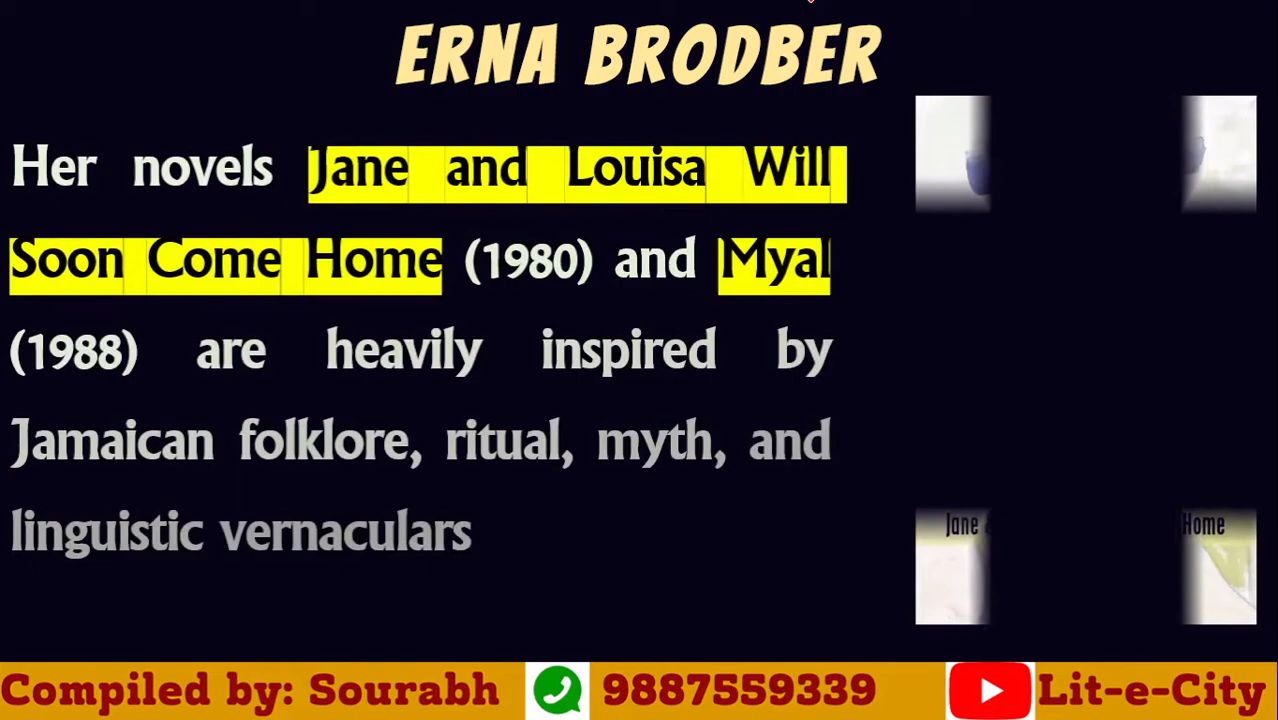 ERNA BRODBER
Her novels Jane and Louisa Will
Soon Come Home (1980) and Myal
(1988) are heavily inspired by
Jamaican folklore, ritual, myth, and
linguistic vernaculars
Jane
Home
Compiled by: Sourabh 9887559339 Lit-e-City